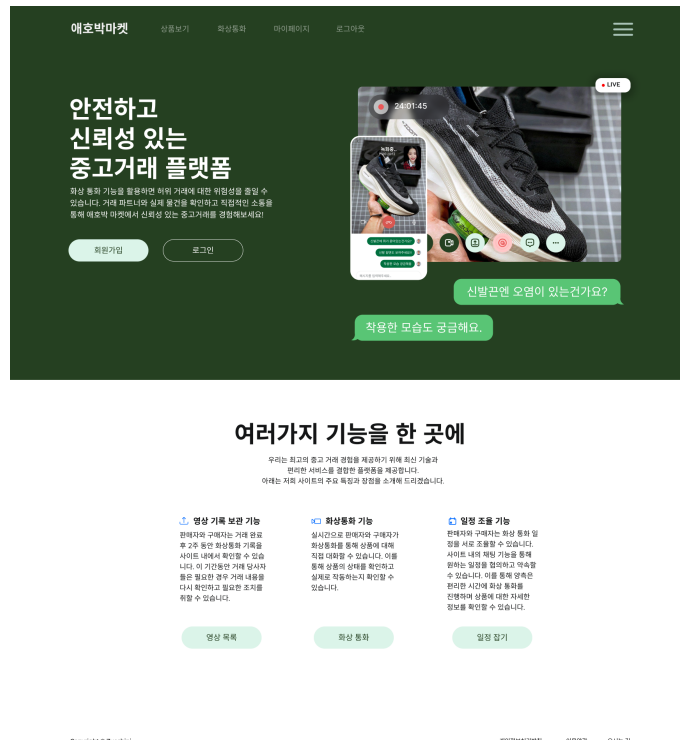 애호박마켓 상품보기 화상통화 마이페이지 로그아웃
안전하고
신뢰성 있는
중고거래 플랫폼
화상 통화 기능을 활용하면 허위 거래에 대한 위험성을 줄일 수
있습니다. 거래 파트너와 실제 물건을 확인하고 직접적인 소통을
통해 애호박 마켓에서 신뢰성 있는 중고거래를 경험해보세요!
회원가입 로그인
LIVE
24:01:45
녹화중..
신발끈엔 오염이 있는건가요?
착용한 모습도 궁금해요.
여러가지 기능을 한 곳에
우리는 최고의 중고 거래 경험을 제공하기 위해 최신 기술과
편리한 서비스를 결합한 플랫폼을 제공합니다.
아래는 저희 사이트의 주요 특징과 장점을 소개해 드리겠습니다.
영상 기록 보관 기능
판매자와 구매자는 거래 완료
후 2주 동안 화상통화 기록을
사이트 내에서 확인할 수 있습
니다. 이 기간동안 거래 당사자
들은 필요한 경우 거래 내용을
다시 확인하고 필요한 조치를
취할 수 있습니다.
영상 목록
화상통화 기능
실시간으로 판매자와 구매자가
화상통화를 통해 상품에 대해
직접 대화할 수 있습니다. 이를
통해 상품의 상태를 확인하고
실제로 작동하는지 확인할 수
있습니다.
화상 통화
일정 조율 기능
판매자와 구매자는 화상 통화 일
정을 서로 조율할 수 있습니다.
사이트 내의 채팅 기능을 통해
원하는 일정을 협의하고 약속할
수 있습니다. 이를 통해 양측은
편리한 시간에 화상 통화를
진행하며 상품에 대한 자세한
정보를 확인할 수 있습니다.
일정 잡기